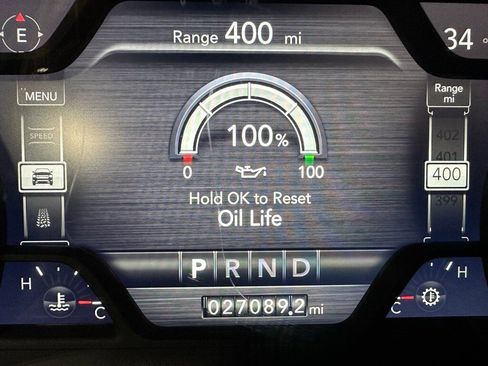 E
Range 400 mi
34 °
MENU
Range
mi
SPEED
402
401
100%
400
0
100
399
Hold OK to Reset
Oil Life
P R N D
H
H
C
027089.2 mi
C